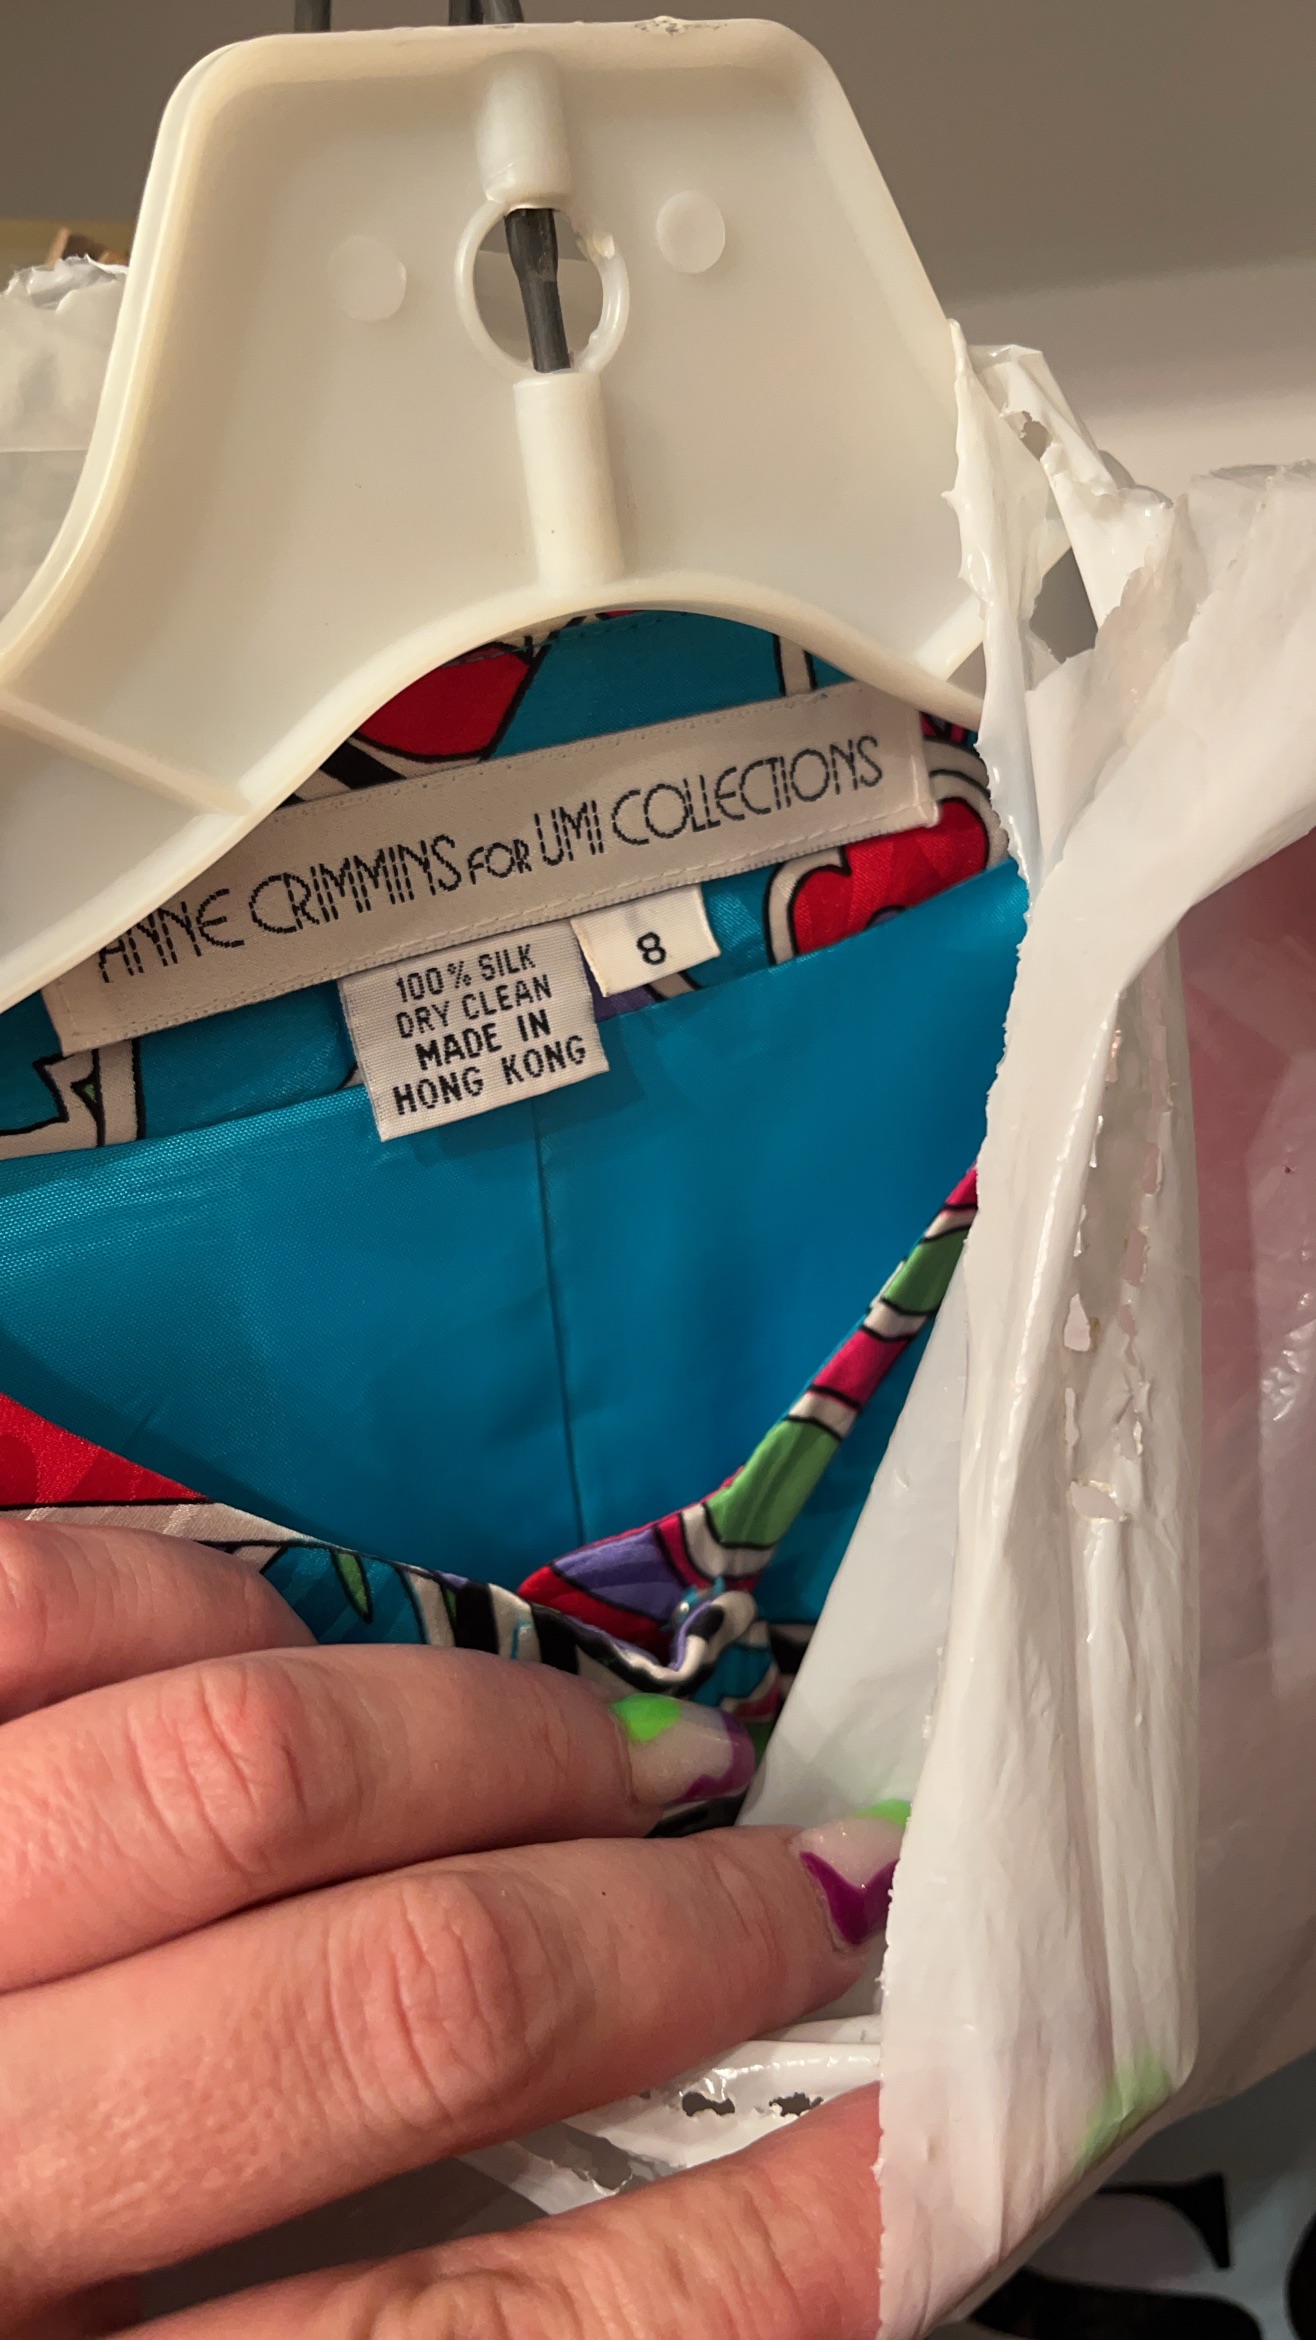 ANNE CRIMMINS FOR UMI COLLECTIONS
8
100% SILK
DRY CLEAN
MADE IN
HONG KONG